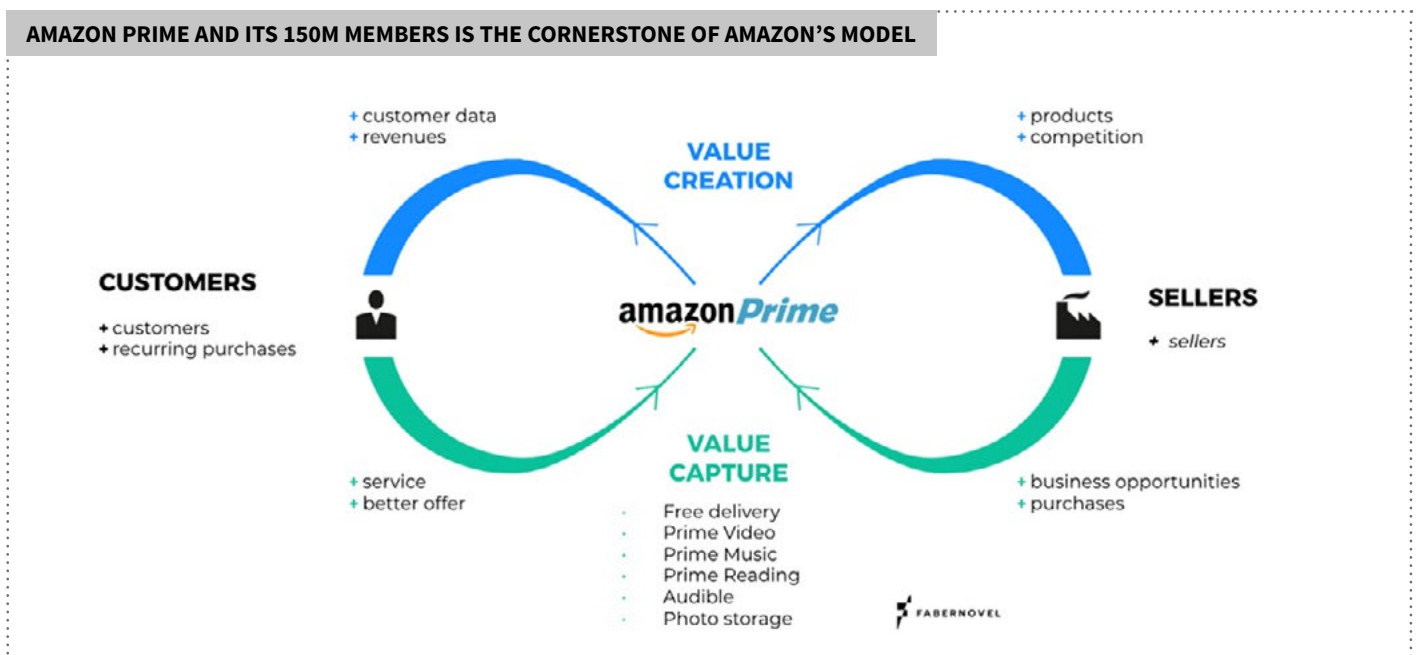 AMAZON PRIME AND ITS 150M MEMBERS IS THE CORNERSTONE OF AMAZON'S MODEL
+ customer data
+ revenues
VALUE
CREATION
+ products
+ competition
CUSTOMERS
+ customers
+ recurring purchases
amazonPrime
SELLERS
+ sellers
+ service
+ better offer
VALUE
CAPTURE
· Free delivery
· Prime Video
· Prime Music
· Prime Reading
· Audible
· Photo storage
+ business opportunities
+ purchases
FABERNOVEL